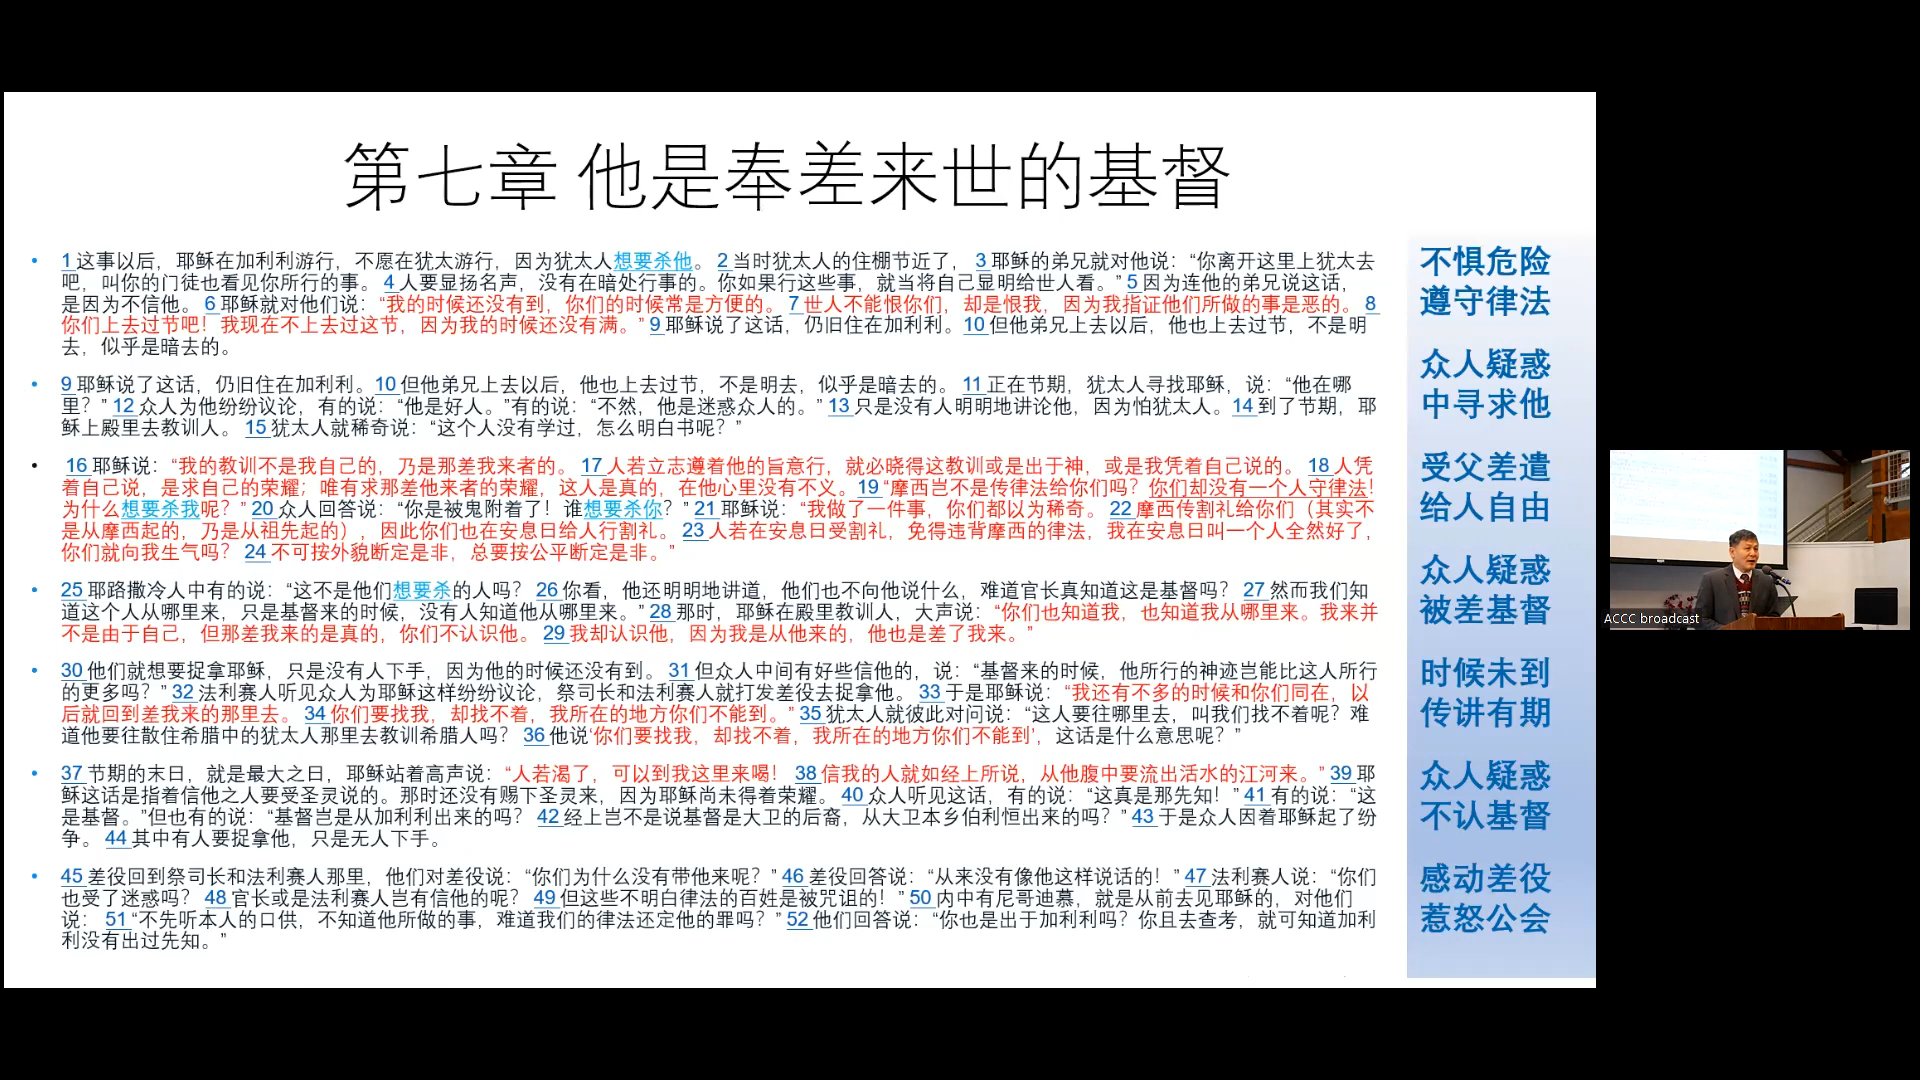 第七章 他是奉差来世的基督
• 1 这事以后，耶稣在加利利游行，不愿在犹太游行，因为犹太人想要杀他。 2 当时犹太人的住棚节近了， 3 耶稣的弟兄就对他说：“你离开这里上犹太去
吧，叫你的门徒也看见你所行的事。 4 人要显扬名声，没有在暗处行事的。你如果行这些事，就当将自己显明给世人看。” 5 因为连他的弟兄说这话，
是因为不信他。 6 耶稣就对他们说：“我的时候还没有到，你们的时候常是方便的。 7 世人不能恨你们，却是恨我，因为我指证他们所做的事是恶的。 8
你们上去过节吧！我现在不上去过这节，因为我的时候还没有满。” 9 耶稣说了这话，仍旧住在加利利。 10 但他弟兄上去以后，他也上去过节，不是明
去，似乎是暗去的。
• 9 耶稣说了这话，仍旧住在加利利。 10 但他弟兄上去以后，他也上去过节，不是明去，似乎是暗去的。 11 正在节期，犹太人寻找耶稣，说：“他在哪
里？” 12 众人为他纷纷议论，有的说：“他是好人。”有的说：“不然，他是迷惑众人的。” 13 只是没有人明明地讲论他，因为怕犹太人。 14 到了节期，耶
稣上殿里去教训人。 15 犹太人就稀奇说：“这个人没有学过，怎么明白书呢？”
• 16 耶稣说：“我的教训不是我自己的，乃是那差我来者的。 17 人若立志遵着他的旨意行，就必晓得这教训或是出于神，或是我凭着自己说的。 18 人凭
着自己说，是求自己的荣耀；唯有求那差他来者的荣耀，这人是真的，在他心里没有不义。 19 “摩西岂不是传律法给你们吗？你们却没有一个人守律法！
为什么想要杀我呢？” 20 众人回答说：“你是被鬼附着了！谁想要杀你？” 21 耶稣说：“我做了一件事，你们都以为稀奇。 22 摩西传割礼给你们（其实不
是从摩西起的，乃是从祖先起的），因此你们也在安息日给人行割礼。 23 人若在安息日受割礼，免得违背摩西的律法，我在安息日叫一个人全然好了，
你们就向我生气吗？ 24 不可按外貌断定是非，总要按公平断定是非。”
• 25 耶路撒冷人中有的说：“这不是他们想要杀的人吗？ 26 你看，他还明明地讲道，他们也不向他说什么，难道官长真知道这是基督吗？ 27 然而我们知
道这个人从哪里来，只是基督来的时候，没有人知道他从哪里来。” 28 那时，耶稣在殿里教训人，大声说：“你们也知道我，也知道我从哪里来。我来并
不是由于自己，但那差我来的是真的，你们不认识他。 29 我却认识他，因为我是从他来的，他也是差了我来。”
• 30 他们就想要捉拿耶稣，只是没有人下手，因为他的时候还没有到。 31 但众人中间有好些信他的，说：“基督来的时候，他所行的神迹岂能比这人所行
的更多吗？” 32 法利赛人听见众人为耶稣这样纷纷议论，祭司长和法利赛人就打发差役去捉拿他。 33 于是耶稣说：“我还有不多的时候和你们同在，以
后就回到差我来的那里去。 34 你们要找我，却找不着，我所在的地方你们不能到。” 35 犹太人就彼此对问说：“这人要往哪里去，叫我们找不着呢？难
道他要往散住希腊中的犹太人那里去教训希腊人吗？ 36 他说‘你们要找我，却找不着，我所在的地方你们不能到’，这话是什么意思呢？”
• 37 节期的末日，就是最大之日，耶稣站着高声说：“人若渴了，可以到我这里来喝！ 38 信我的人就如经上所说，从他腹中要流出活水的江河来。” 39 耶
稣这话是指着信他之人要受圣灵说的。那时还没有赐下圣灵来，因为耶稣尚未得着荣耀。 40 众人听见这话，有的说：“这真是那先知！” 41 有的说：“这
是基督。”但也有的说：“基督岂是从加利利出来的吗？ 42 经上岂不是说基督是大卫的后裔，从大卫本乡伯利恒出来的吗？” 43 于是众人因着耶稣起了纷
争。 44 其中有人要捉拿他，只是无人下手。
• 45 差役回到祭司长和法利赛人那里，他们对差役说：“你们为什么没有带他来呢？” 46 差役回答说：“从来没有像他这样说话的！” 47 法利赛人说：“你们
也受了迷惑吗？ 48 官长或是法利赛人岂有信他的呢？ 49 但这些不明白律法的百姓是被咒诅的！” 50 内中有尼哥迪慕，就是从前去见耶稣的，对他们
说： 51 “不先听本人的口供，不知道他所做的事，难道我们的律法还定他的罪吗？” 52 他们回答说：“你也是出于加利利吗？你且去查考，就可知道加利
利没有出过先知。”
不惧危险
遵守律法
众人疑惑
中寻求他
受父差遣
给人自由
众人疑惑
被差基督
时候未到
传讲有期
众人疑惑
不认基督
感动差役
惹怒公会
ACCC broadcast